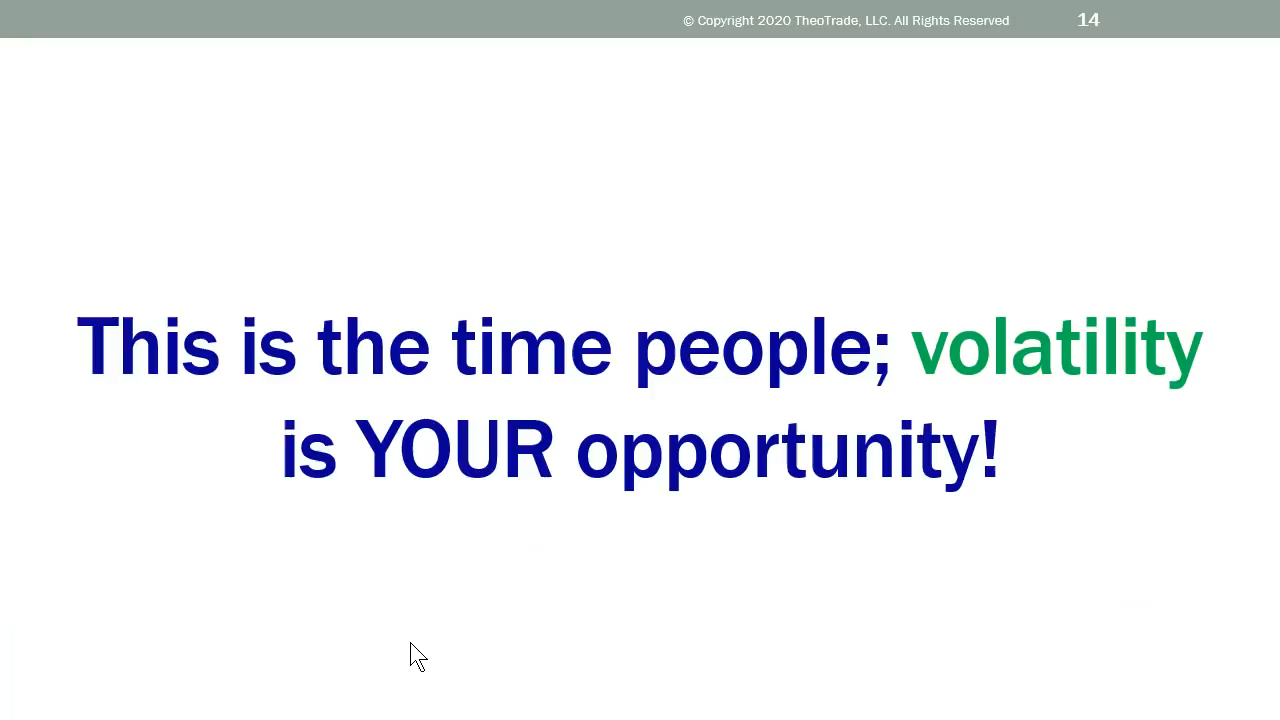 © Copyright 2020 TheoTrade, LLC. All Rights Reserved 14
This is the time people; volatility
is YOUR opportunity!